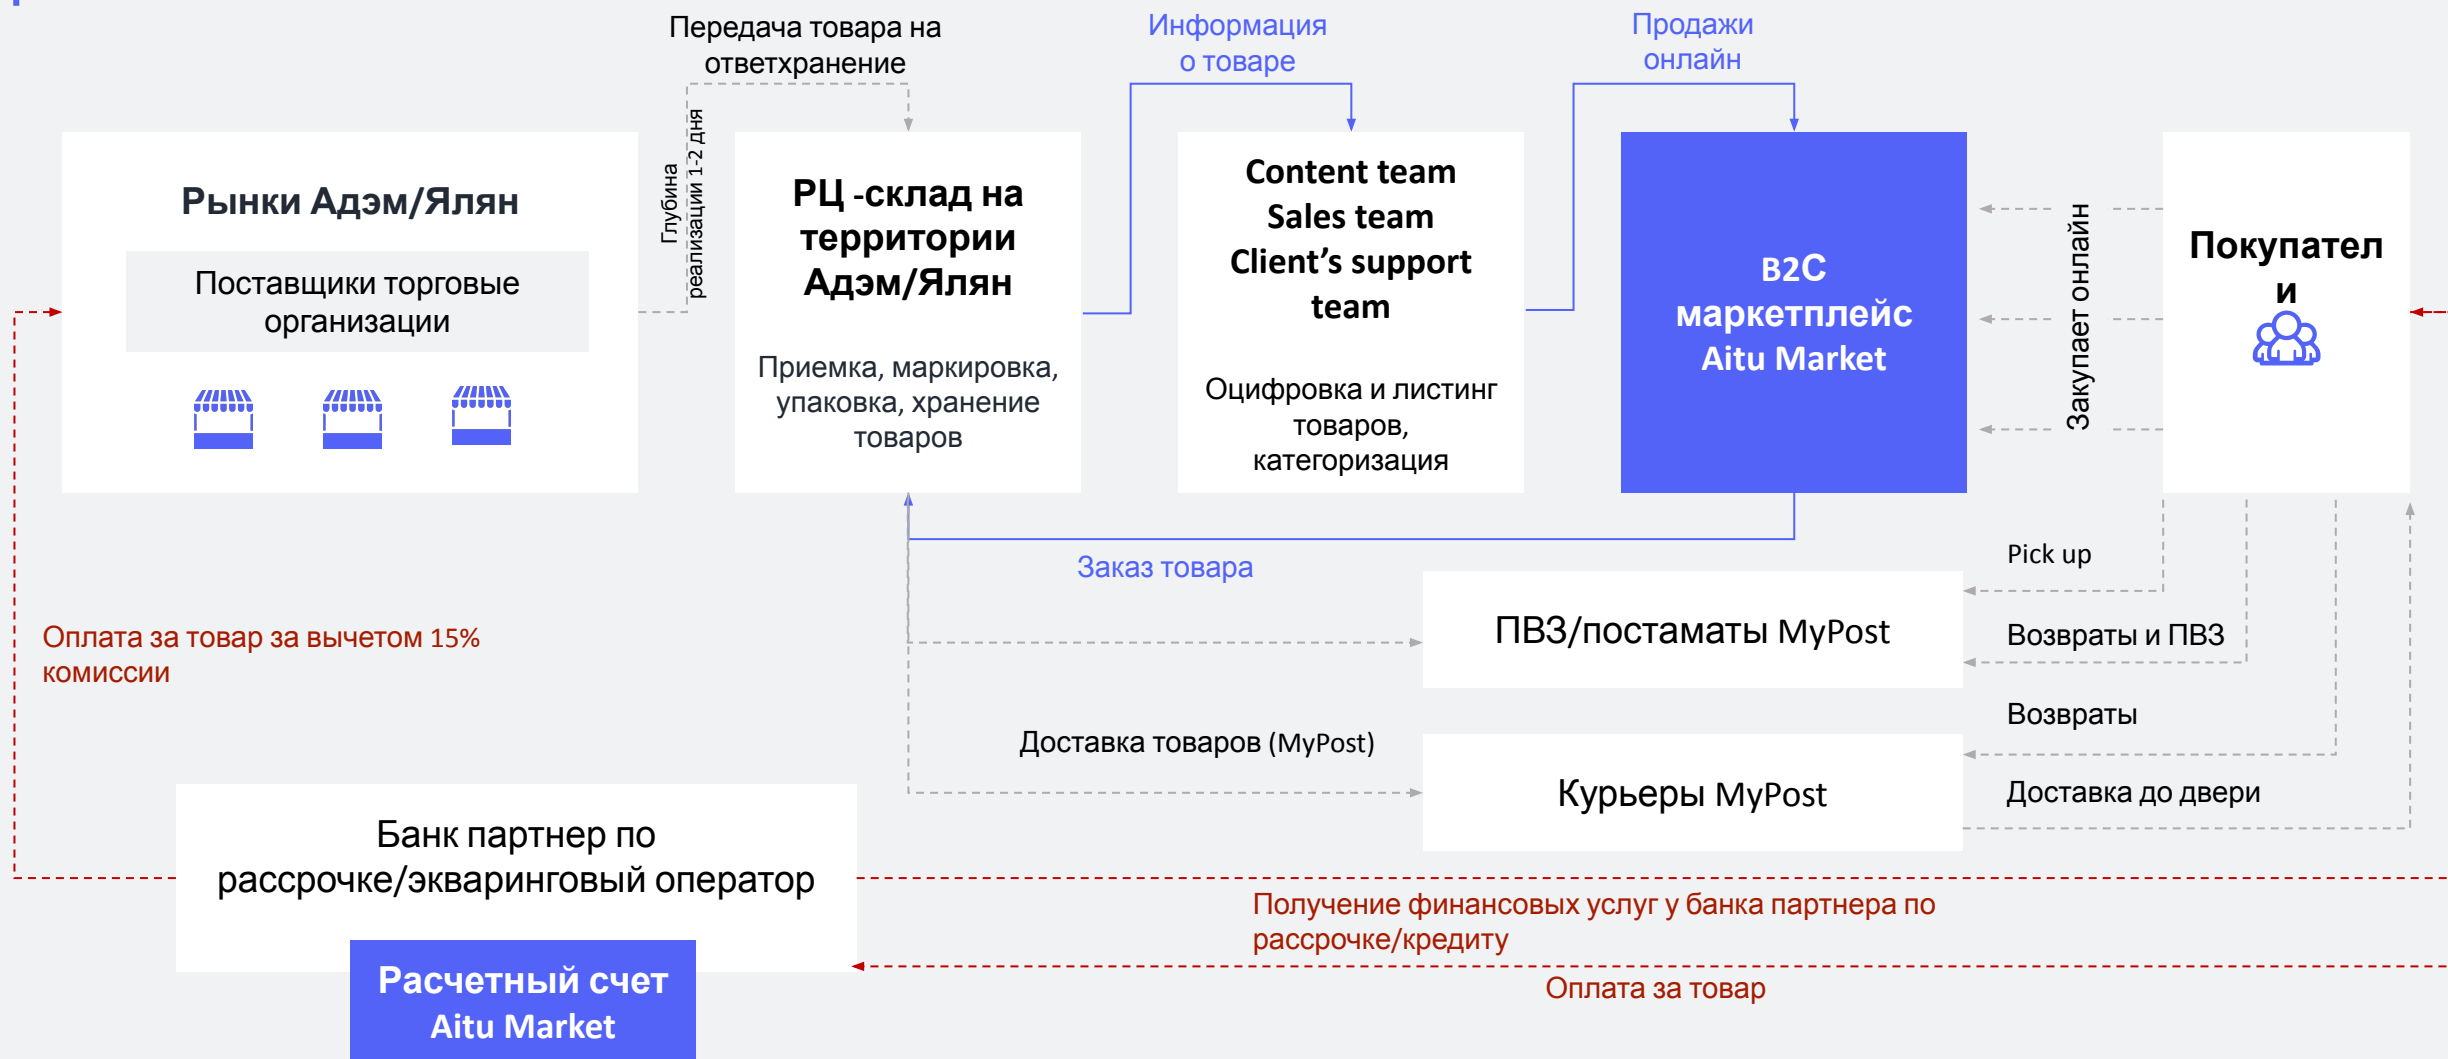 Передача товара на
ответхранение
Информация
о товаре
Продажи
онлайн
Глубина
реализации 1-2 дня
Рынки Адэм/Ялян
Поставщики торговые
организации
РЦ -склад на
территории
Адэм/Ялян
Приемка, маркировка,
упаковка, хранение
товаров
Content team
Sales team
Client’s support
team
Оцифровка и листинг
товаров,
категоризация
B2C
маркетплейс
Aitu Market
Закупает онлайн
Покупател
и
Заказ товара
Pick up
ПВЗ/постаматы MyPost
Возвраты и ПВЗ
Оплата за товар за вычетом 15%
комиссии
Возвраты
Доставка товаров (MyPost)
Курьеры MyPost
Доставка до двери
Банк партнер по
рассрочке/экваринговый оператор
Получение финансовых услуг у банка партнера по
рассрочке/кредиту
Расчетный счет
Aitu Market
Оплата за товар